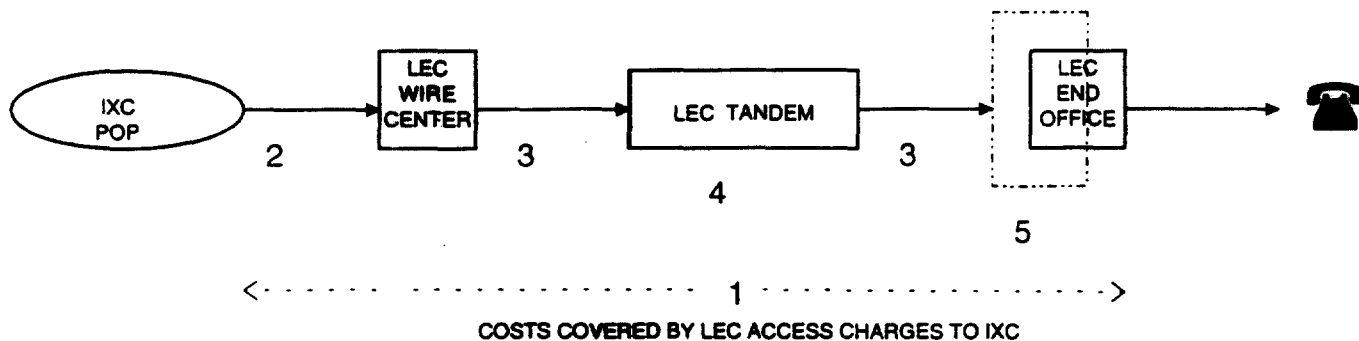 IXC
POP
LEC
WIRE
CENTER
LEC TANDEM
LEC
END
OFFICE
2
3
3
4
5
1
COSTS COVERED BY LEC ACCESS CHARGES TO IXC